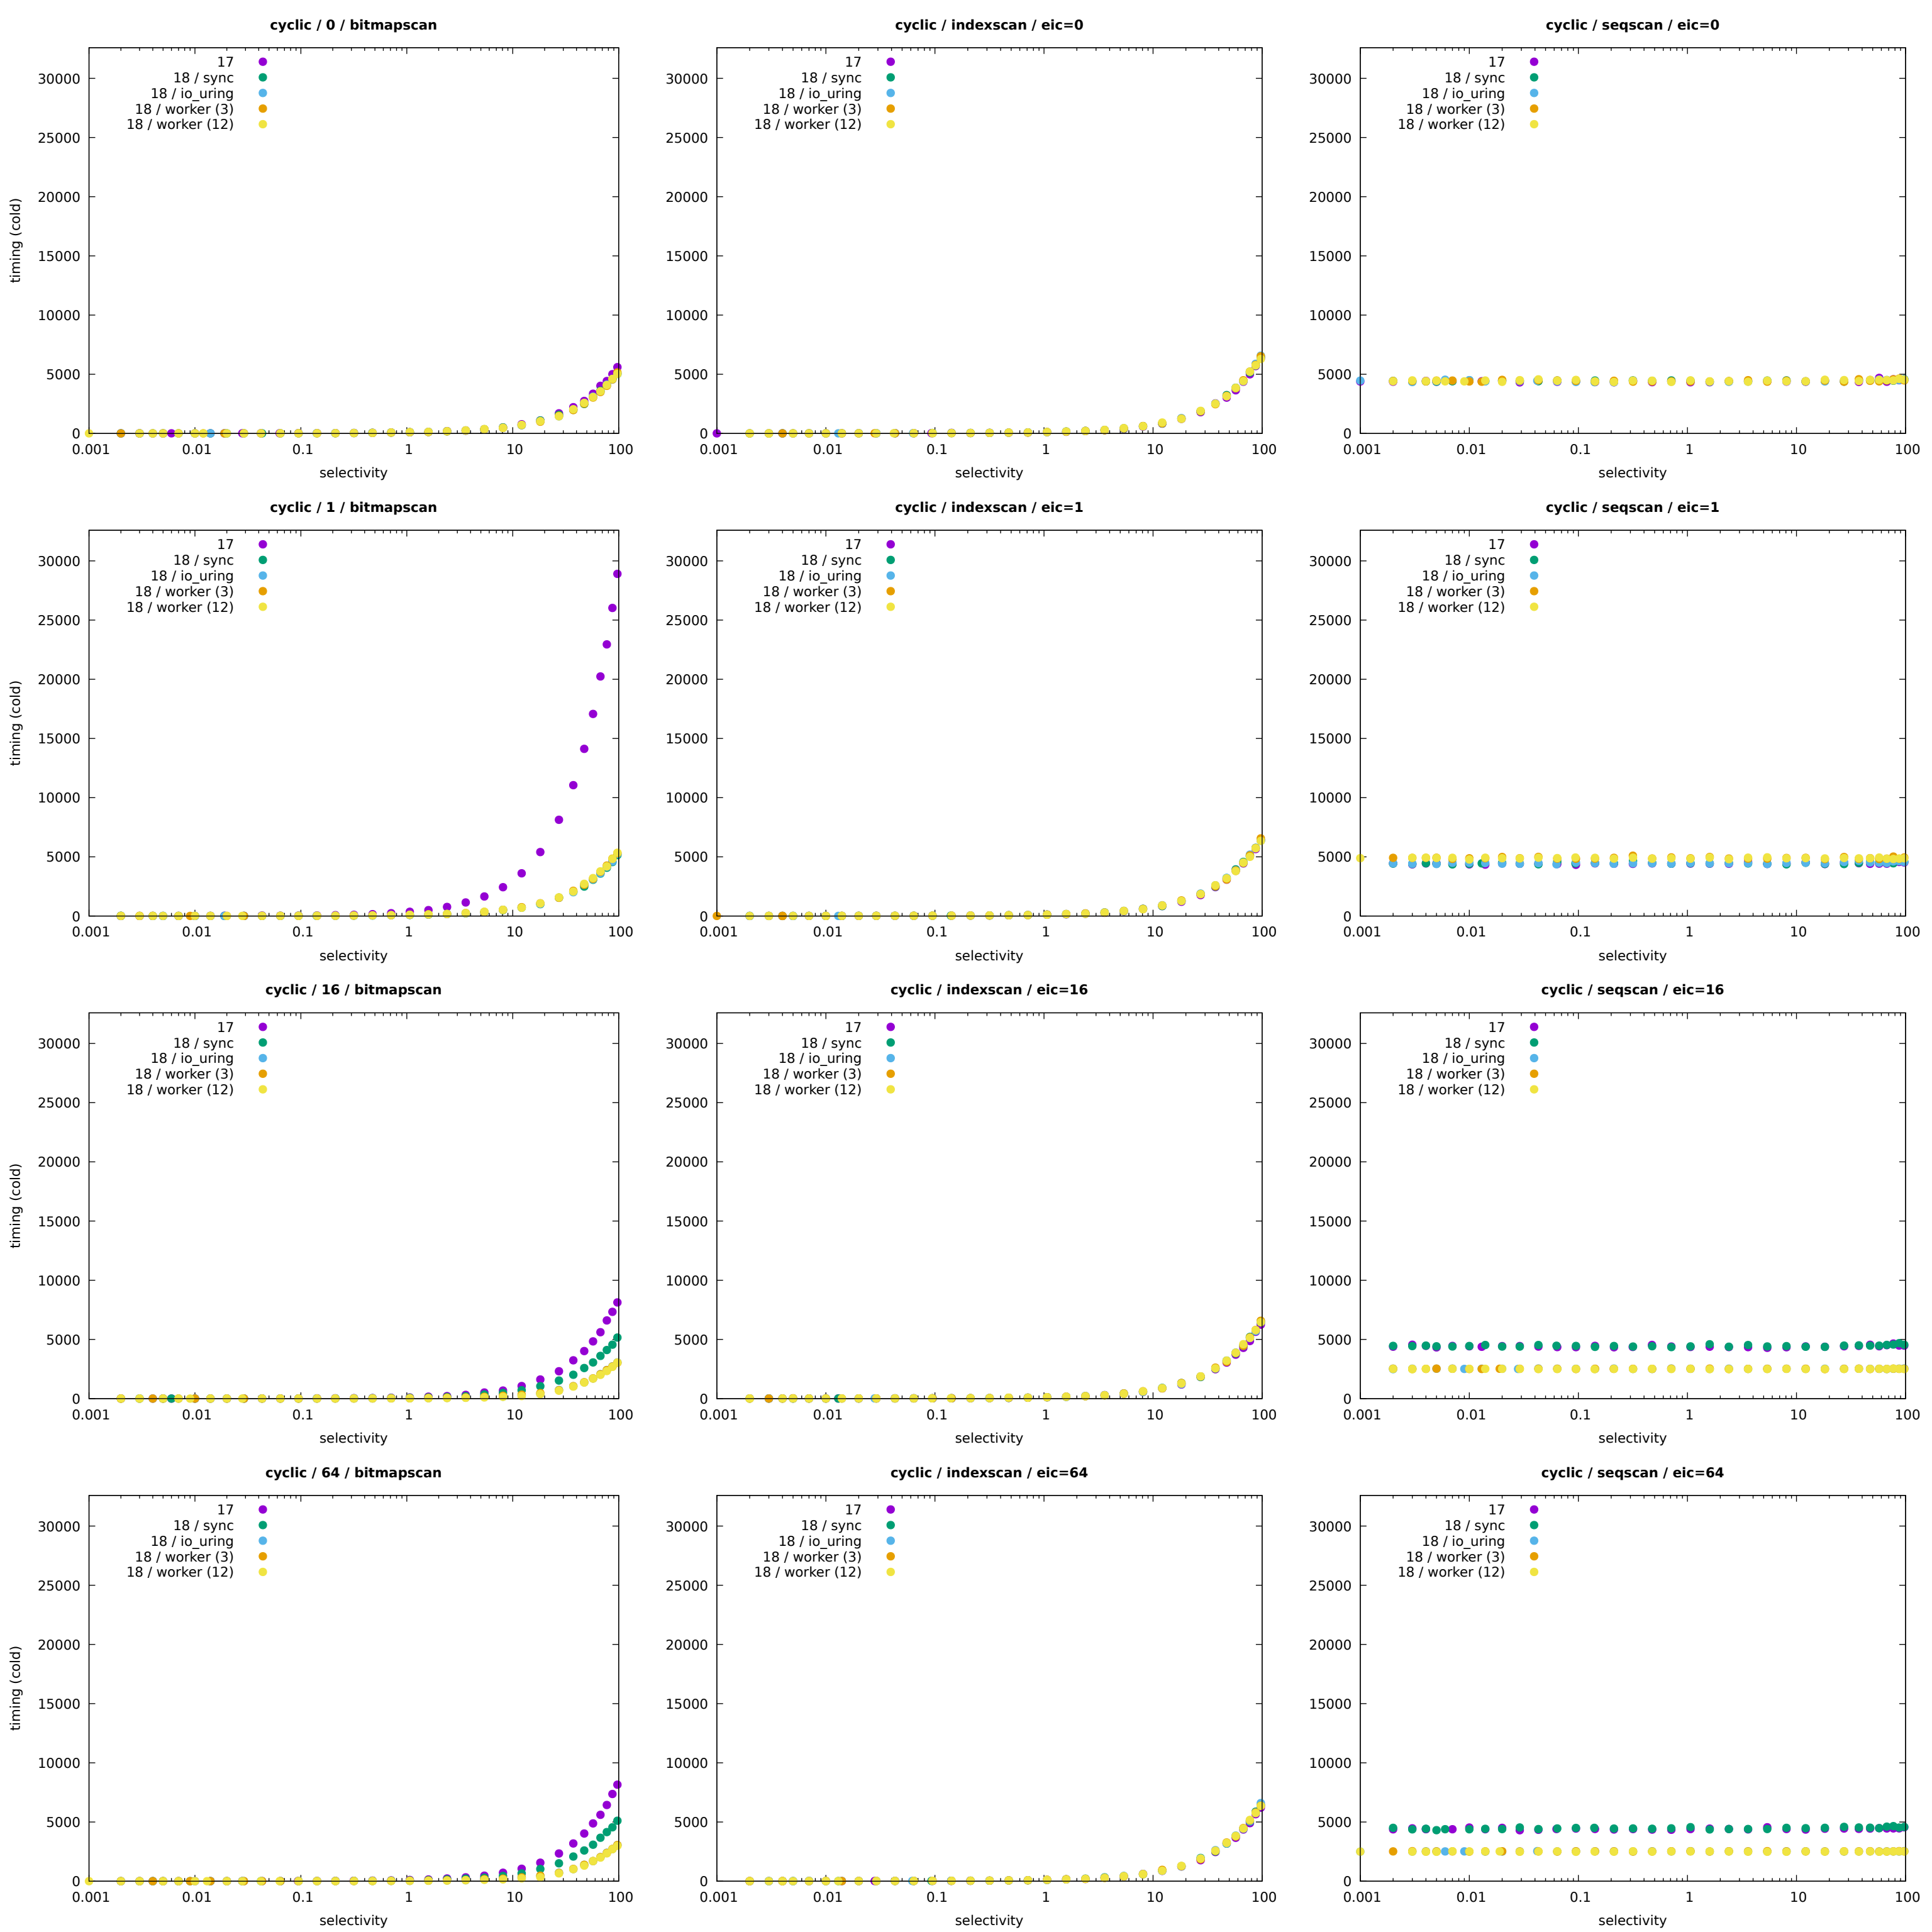 cyclic / 0 / bitmapscan
timing (cold)
30000
25000
20000
15000
10000
5000
0
17
18 / sync
18 / io_uring
18 / worker (3)
18 / worker (12)
0.001 0.01 0.1 1 10 100
selectivity
cyclic / indexscan / eic=0
30000
25000
20000
15000
10000
5000
0
17
18 / sync
18 / io_uring
18 / worker (3)
18 / worker (12)
0.001 0.01 0.1 1 10 100
selectivity
cyclic / seqscan / eic=0
30000
25000
20000
15000
10000
5000
0
17
18 / sync
18 / io_uring
18 / worker (3)
18 / worker (12)
0.001 0.01 0.1 1 10 100
selectivity
cyclic / 1 / bitmapscan
timing (cold)
30000
25000
20000
15000
10000
5000
0
17
18 / sync
18 / io_uring
18 / worker (3)
18 / worker (12)
0.001 0.01 0.1 1 10 100
selectivity
cyclic / indexscan / eic=1
30000
25000
20000
15000
10000
5000
0
17
18 / sync
18 / io_uring
18 / worker (3)
18 / worker (12)
0.001 0.01 0.1 1 10 100
selectivity
cyclic / seqscan / eic=1
30000
25000
20000
15000
10000
5000
0
17
18 / sync
18 / io_uring
18 / worker (3)
18 / worker (12)
0.001 0.01 0.1 1 10 100
selectivity
cyclic / 16 / bitmapscan
timing (cold)
30000
25000
20000
15000
10000
5000
0
17
18 / sync
18 / io_uring
18 / worker (3)
18 / worker (12)
0.001 0.01 0.1 1 10 100
selectivity
cyclic / indexscan / eic=16
30000
25000
20000
15000
10000
5000
0
17
18 / sync
18 / io_uring
18 / worker (3)
18 / worker (12)
0.001 0.01 0.1 1 10 100
selectivity
cyclic / seqscan / eic=16
30000
25000
20000
15000
10000
5000
0
17
18 / sync
18 / io_uring
18 / worker (3)
18 / worker (12)
0.001 0.01 0.1 1 10 100
selectivity
cyclic / 64 / bitmapscan
timing (cold)
30000
25000
20000
15000
10000
5000
0
17
18 / sync
18 / io_uring
18 / worker (3)
18 / worker (12)
0.001 0.01 0.1 1 10 100
selectivity
cyclic / indexscan / eic=64
30000
25000
20000
15000
10000
5000
0
17
18 / sync
18 / io_uring
18 / worker (3)
18 / worker (12)
0.001 0.01 0.1 1 10 100
selectivity
cyclic / seqscan / eic=64
30000
25000
20000
15000
10000
5000
0
17
18 / sync
18 / io_uring
18 / worker (3)
18 / worker (12)
0.001 0.01 0.1 1 10 100
selectivity